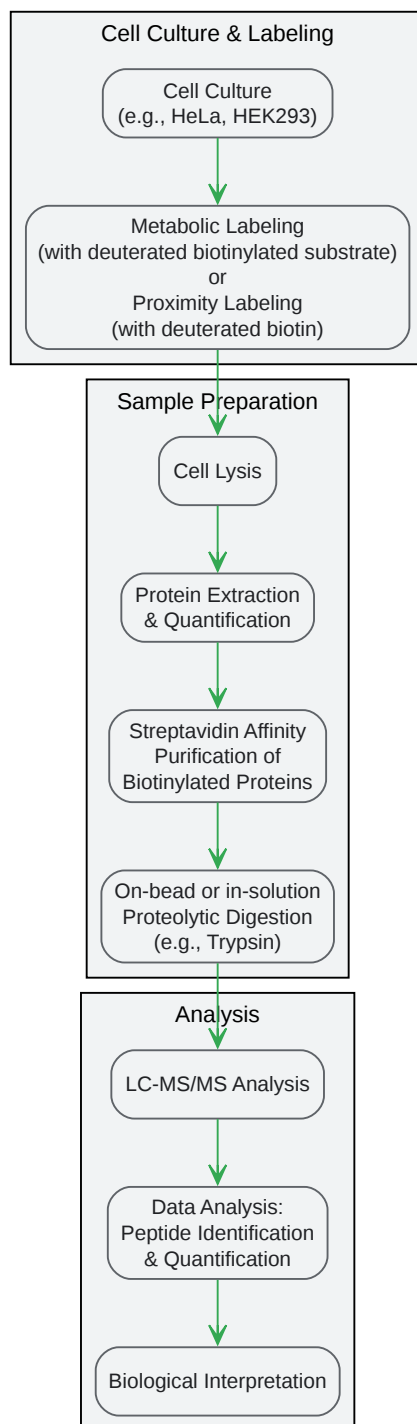 Cell Culture & Labeling
Cell Culture
(e.g., HeLa, HEK293)
Metabolic Labeling
(with deuterated biotinylated substrate)
or
Proximity Labeling
(with deuterated biotin)
Sample Preparation
Cell Lysis
Protein Extraction
& Quantification
Streptavidin Affinity
Purification of
Biotinylated Proteins
On-bead or in-solution
Proteolytic Digestion
(e.g., Trypsin)
Analysis
LC-MS/MS Analysis
Data Analysis:
Peptide Identification
& Quantification
Biological Interpretation